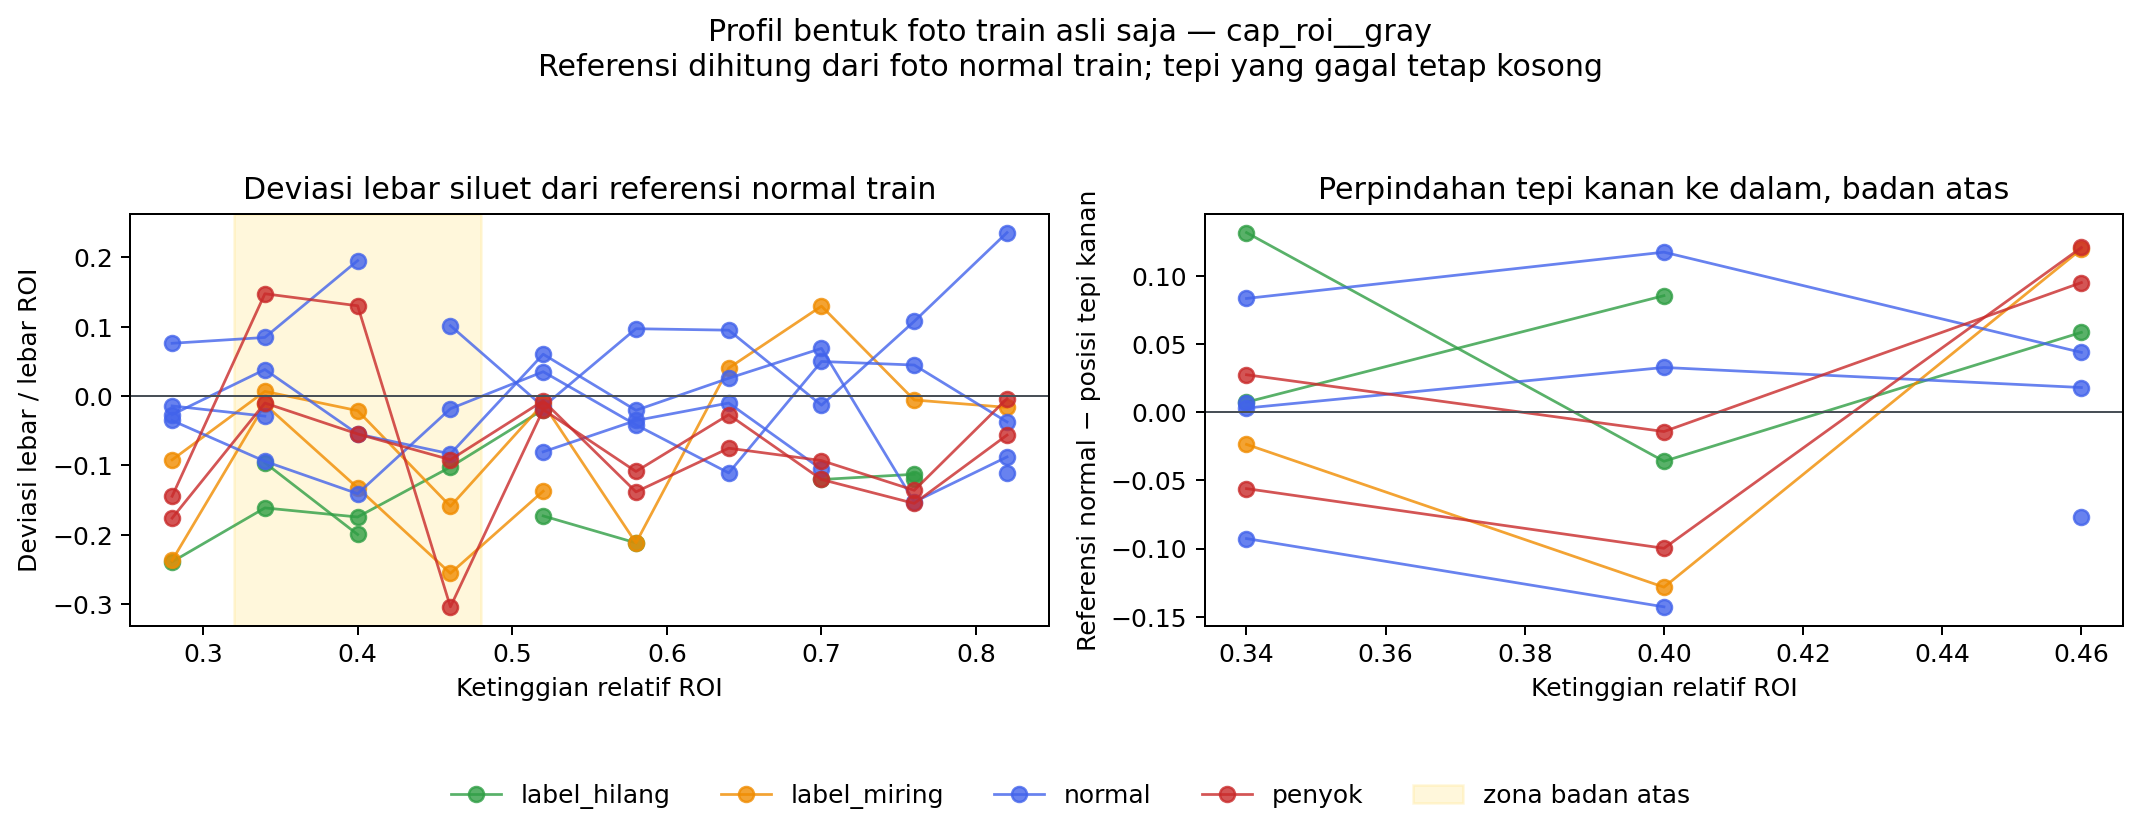 Profil bentuk foto train asli saja — cap_roi__gray
Referensi dihitung dari foto normal train; tepi yang gagal tetap kosong
Deviasi lebar siluet dari referensi normal train
Deviasi lebar / lebar ROI
0.2
0.1
0.0
−0.1
−0.2
−0.3
0.3
0.4
0.5
0.6
0.7
0.8
Ketinggian relatif ROI
Perpindahan tepi kanan ke dalam, badan atas
Referensi normal — posisi tepi kanan
0.10
0.05
0.00
−0.05
−0.10
−0.15
0.34
0.36
0.38
0.40
0.42
0.44
0.46
Ketinggian relatif ROI
label_hilang
label_miring
normal
penyok
zona badan atas